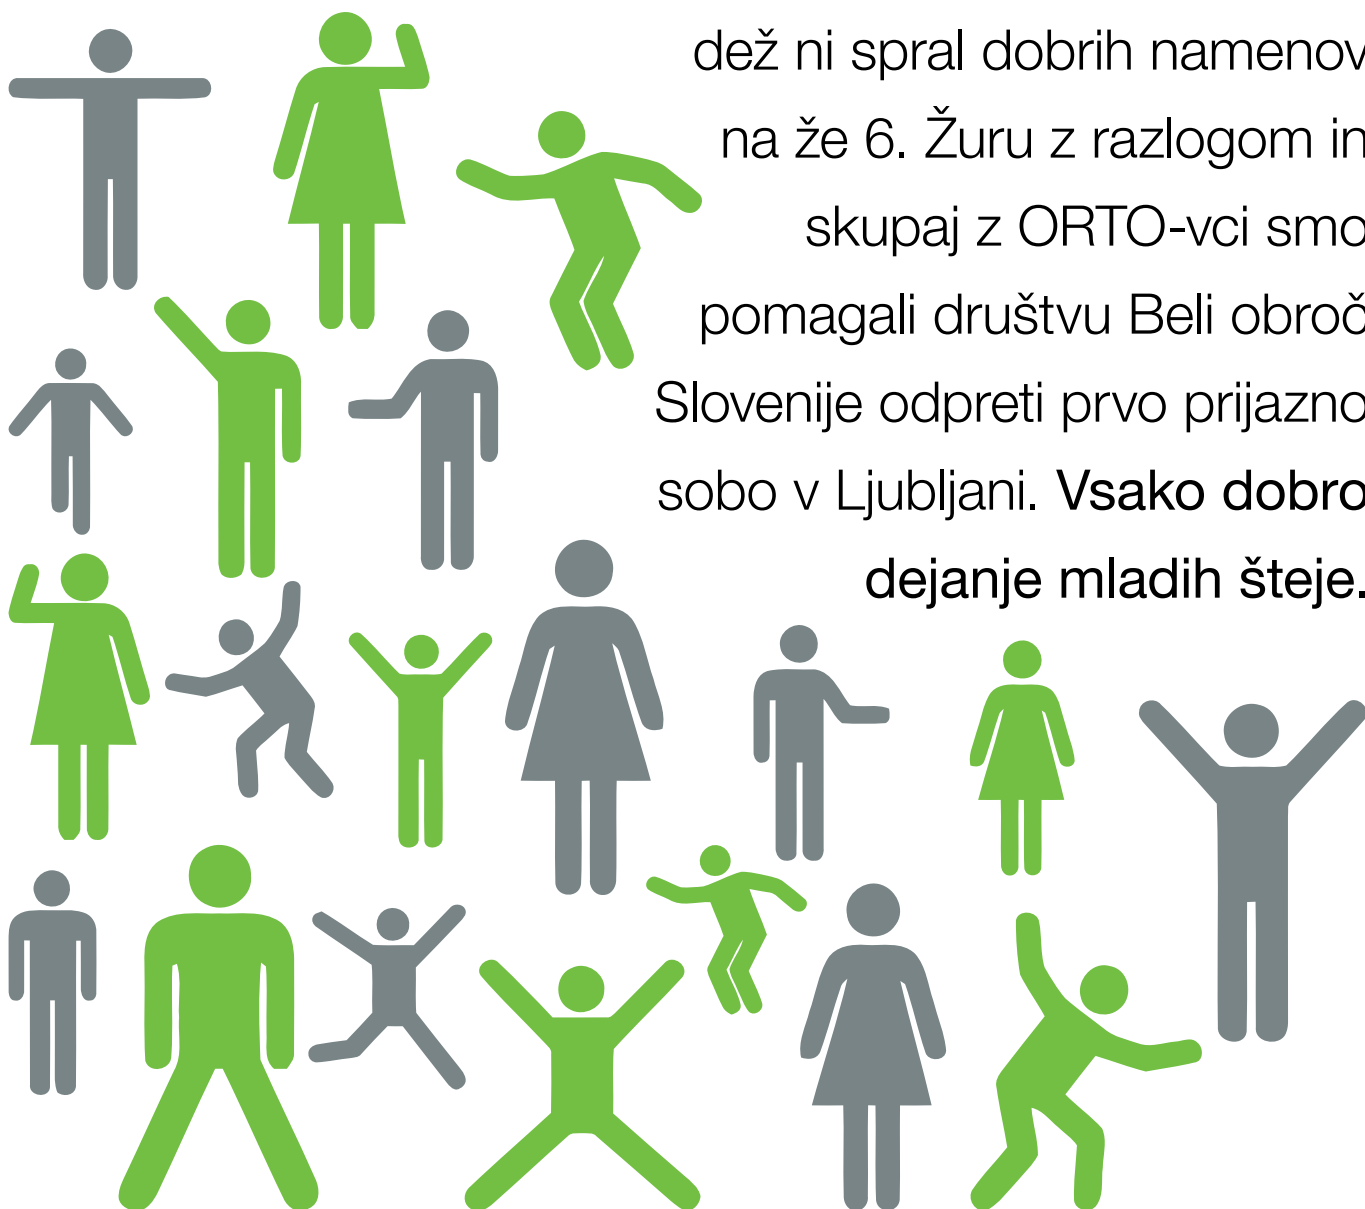 dež ni spral dobrih namenov
na že 6. Žuru z razlogom in
skupaj z ORTO-vci smo
pomagali društvu Beli obroč
Slovenije odpreti prvo prijazno
sobo v Ljubljani. Vsako dobro
dejanje mladih šteje.